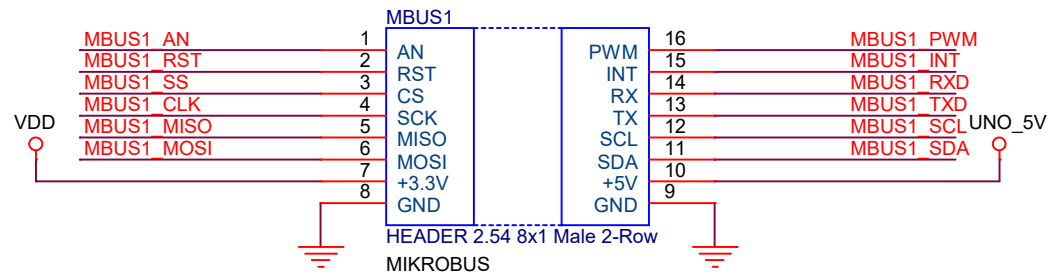 MBUS1
MBUS1_AN 1 AN PWM 16 MBUS1_PWM
MBUS1_RST 2 RST INT 15 MBUS1_INT
MBUS1_SS 3 CS RX 14 MBUS1_RXD
MBUS1_CLK 4 SCK TX 13 MBUS1_TXD
VDD MBUS1_MISO 5 MISO SCL 12 MBUS1_SCL UNO_5V
MBUS1_MOSI 6 MOSI SDA 11 MBUS1_SDA
7 +3.3V +5V 10
8 GND GND 9
HEADER 2.54 8x1 Male 2-Row
MIKROBUS